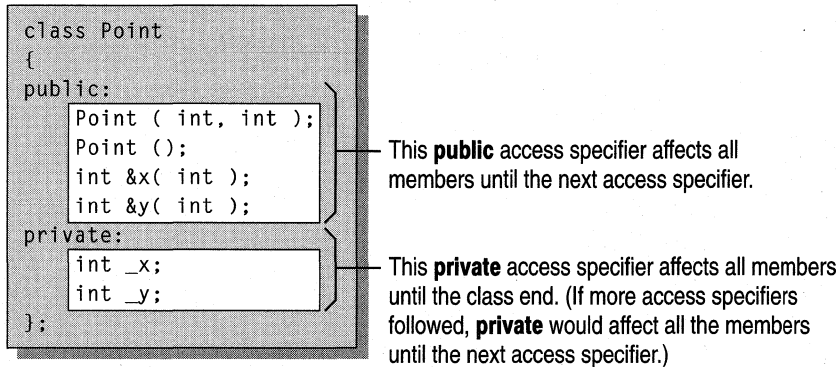 class Point
{
public:
Point ( int, int );
Point ();
int &x( int );
int &y( int );
private:
int _x;
int _y;
};
This public access specifier affects all
members until the next access specifier.
This private access specifier affects all members
until the class end. (If more access specifiers
followed, private would affect all the members
until the next access specifier.)